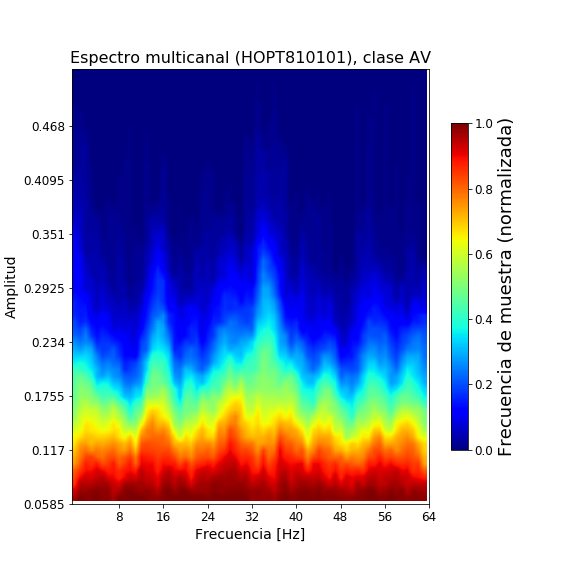 Espectro multicanal (HOPT810101), clase AV
Amplitud
0.468
0.4095
0.351
0.2925
0.234
0.1755
0.117
0.0585
8 16 24 32 40 48 56 64
Frecuencia [Hz]
1.0
0.8
0.6
0.4
0.2
0.0
Frecuencia de muestra (normalizada)